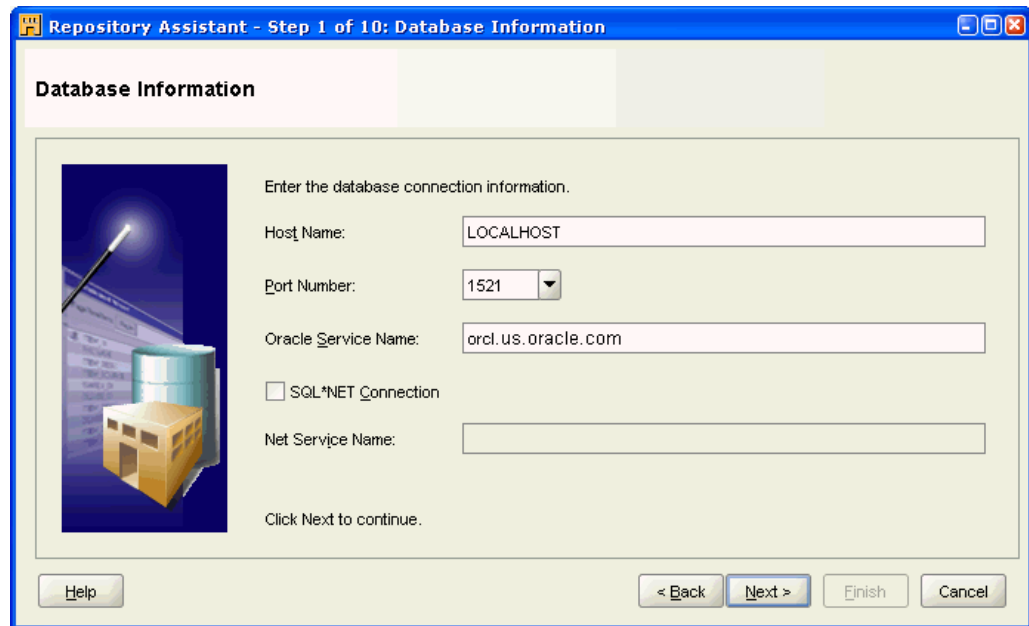 Repository Assistant - Step 1 of 10: Database Information
Database Information
Enter the database connection information.
Host Name: LOCALHOST
Port Number: 1521
Oracle Service Name: orcl.us.oracle.com
SQL*NET Connection
Net Service Name:
Click Next to continue.
Help < Back Next > Finish Cancel